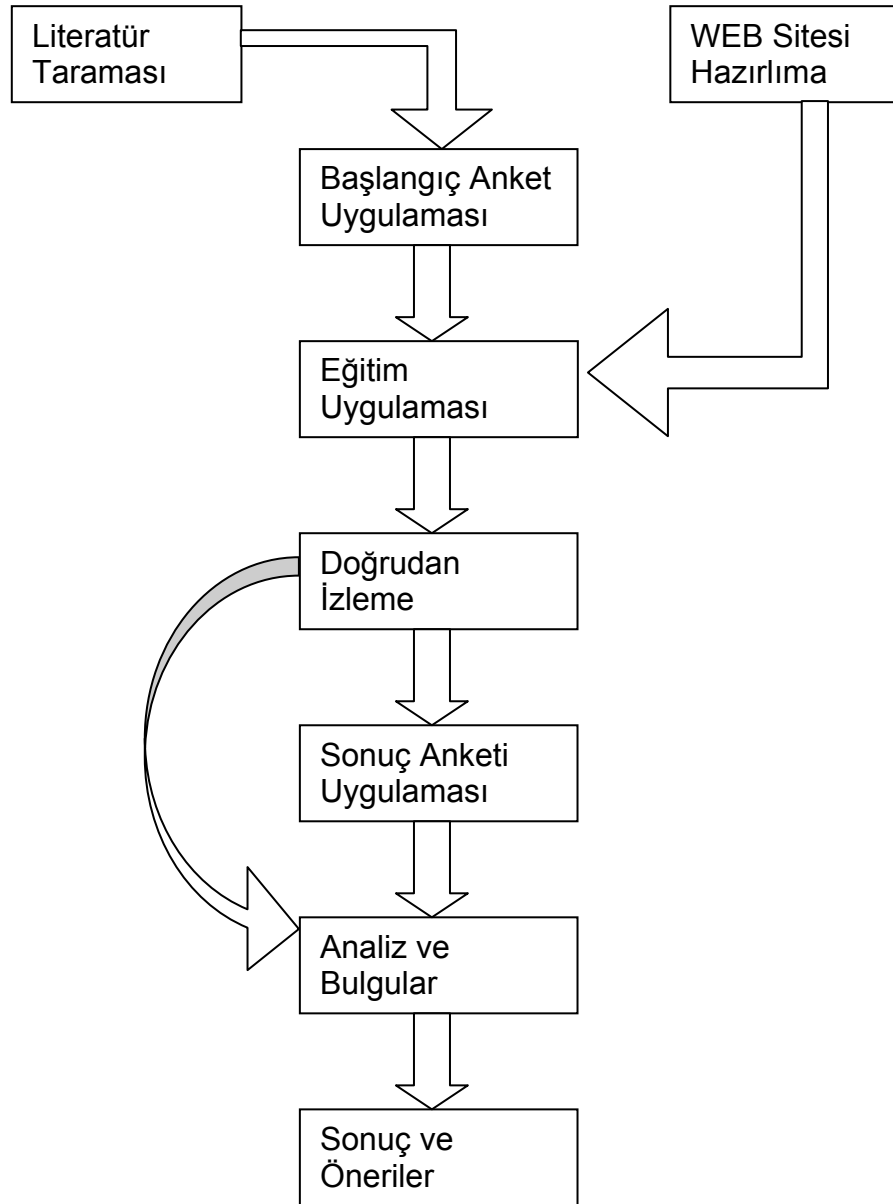 Literatür
Taraması
WEB Sitesi
Hazırlıma
Başlangıç Anket
Uygulaması
Eğitim
Uygulaması
Doğrudan
İzleme
Sonuç Anketi
Uygulaması
Analiz ve
Bulgular
Sonuç ve
Öneriler